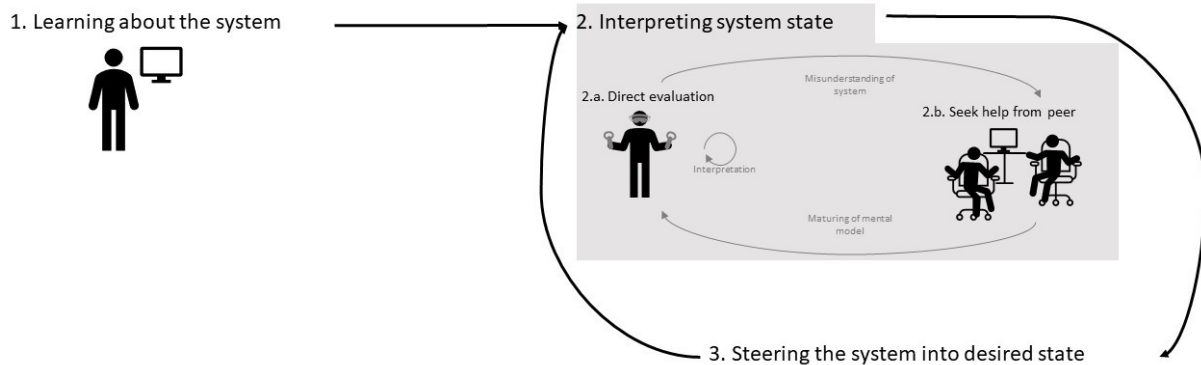 1. Learning about the system
2. Interpreting system state
Misunderstanding of
system
2.a. Direct evaluation
2.b. Seek help from peer
Interpretation
Maturing of mental
model
3. Steering the system into desired state